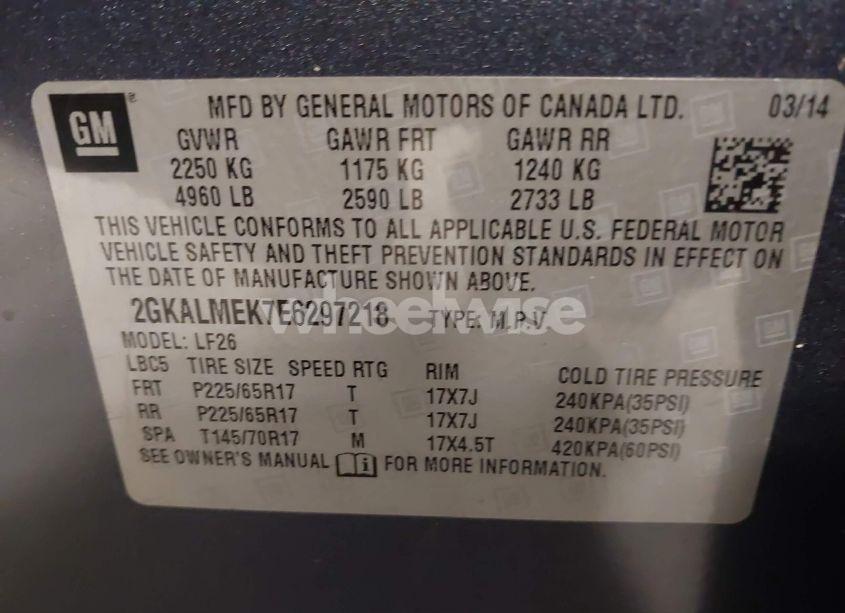 GM ® MFD BY GENERAL MOTORS OF CANADA LTD. 03/14
GVWR GAWR FRT GAWR RR
2250 KG 1175 KG 1240 KG
4960 LB 2590 LB 2733 LB
THIS VEHICLE CONFORMS TO ALL APPLICABLE U.S. FEDERAL MOTOR
VEHICLE SAFETY AND THEFT PREVENTION STANDARDS IN EFFECT ON
THE DATE OF MANUFACTURE SHOWN ABOVE.
2GKALMEK7E6297218 TYPE: M.P.V
wheelwise
MODEL: LF26
LBC5 TIRE SIZE SPEED RTG RIM COLD TIRE PRESSURE
FRT P225/65R17 T 17X7J 240KPA(35PSI)
RR P225/65R17 T 17X7J 240KPA(35PSI)
SPA T145/70R17 M 17X4.5T 420KPA(60PSI)
SEE OWNER'S MANUAL FOR MORE INFORMATION.